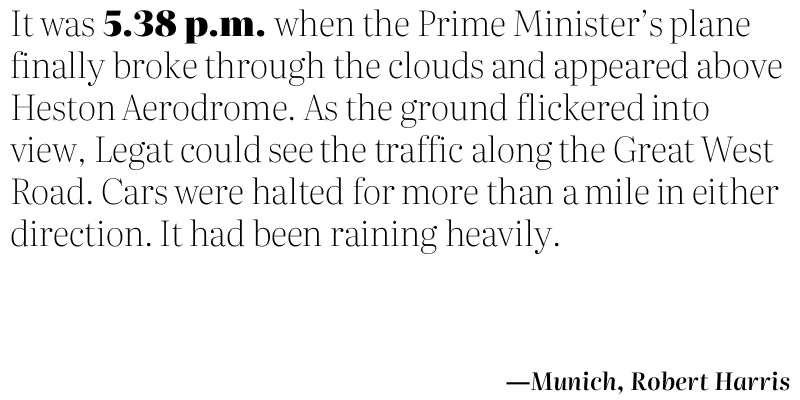 It was 5.38 p.m. when the Prime Minister’s plane
finally broke through the clouds and appeared above
Heston Aerodrome. As the ground flickered into
view, Legat could see the traffic along the Great West
Road. Cars were halted for more than a mile in either
direction. It had been raining heavily.
—Munich, Robert Harris